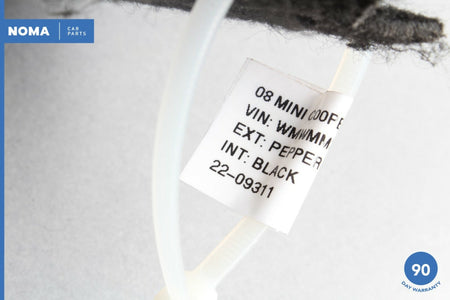 NOMA CAR
PARTS
08 MINI COOPE
VIN: WMWMM
EXT: PEPPER
INT: BLACK
22-09311
90
DAY WARRANTY